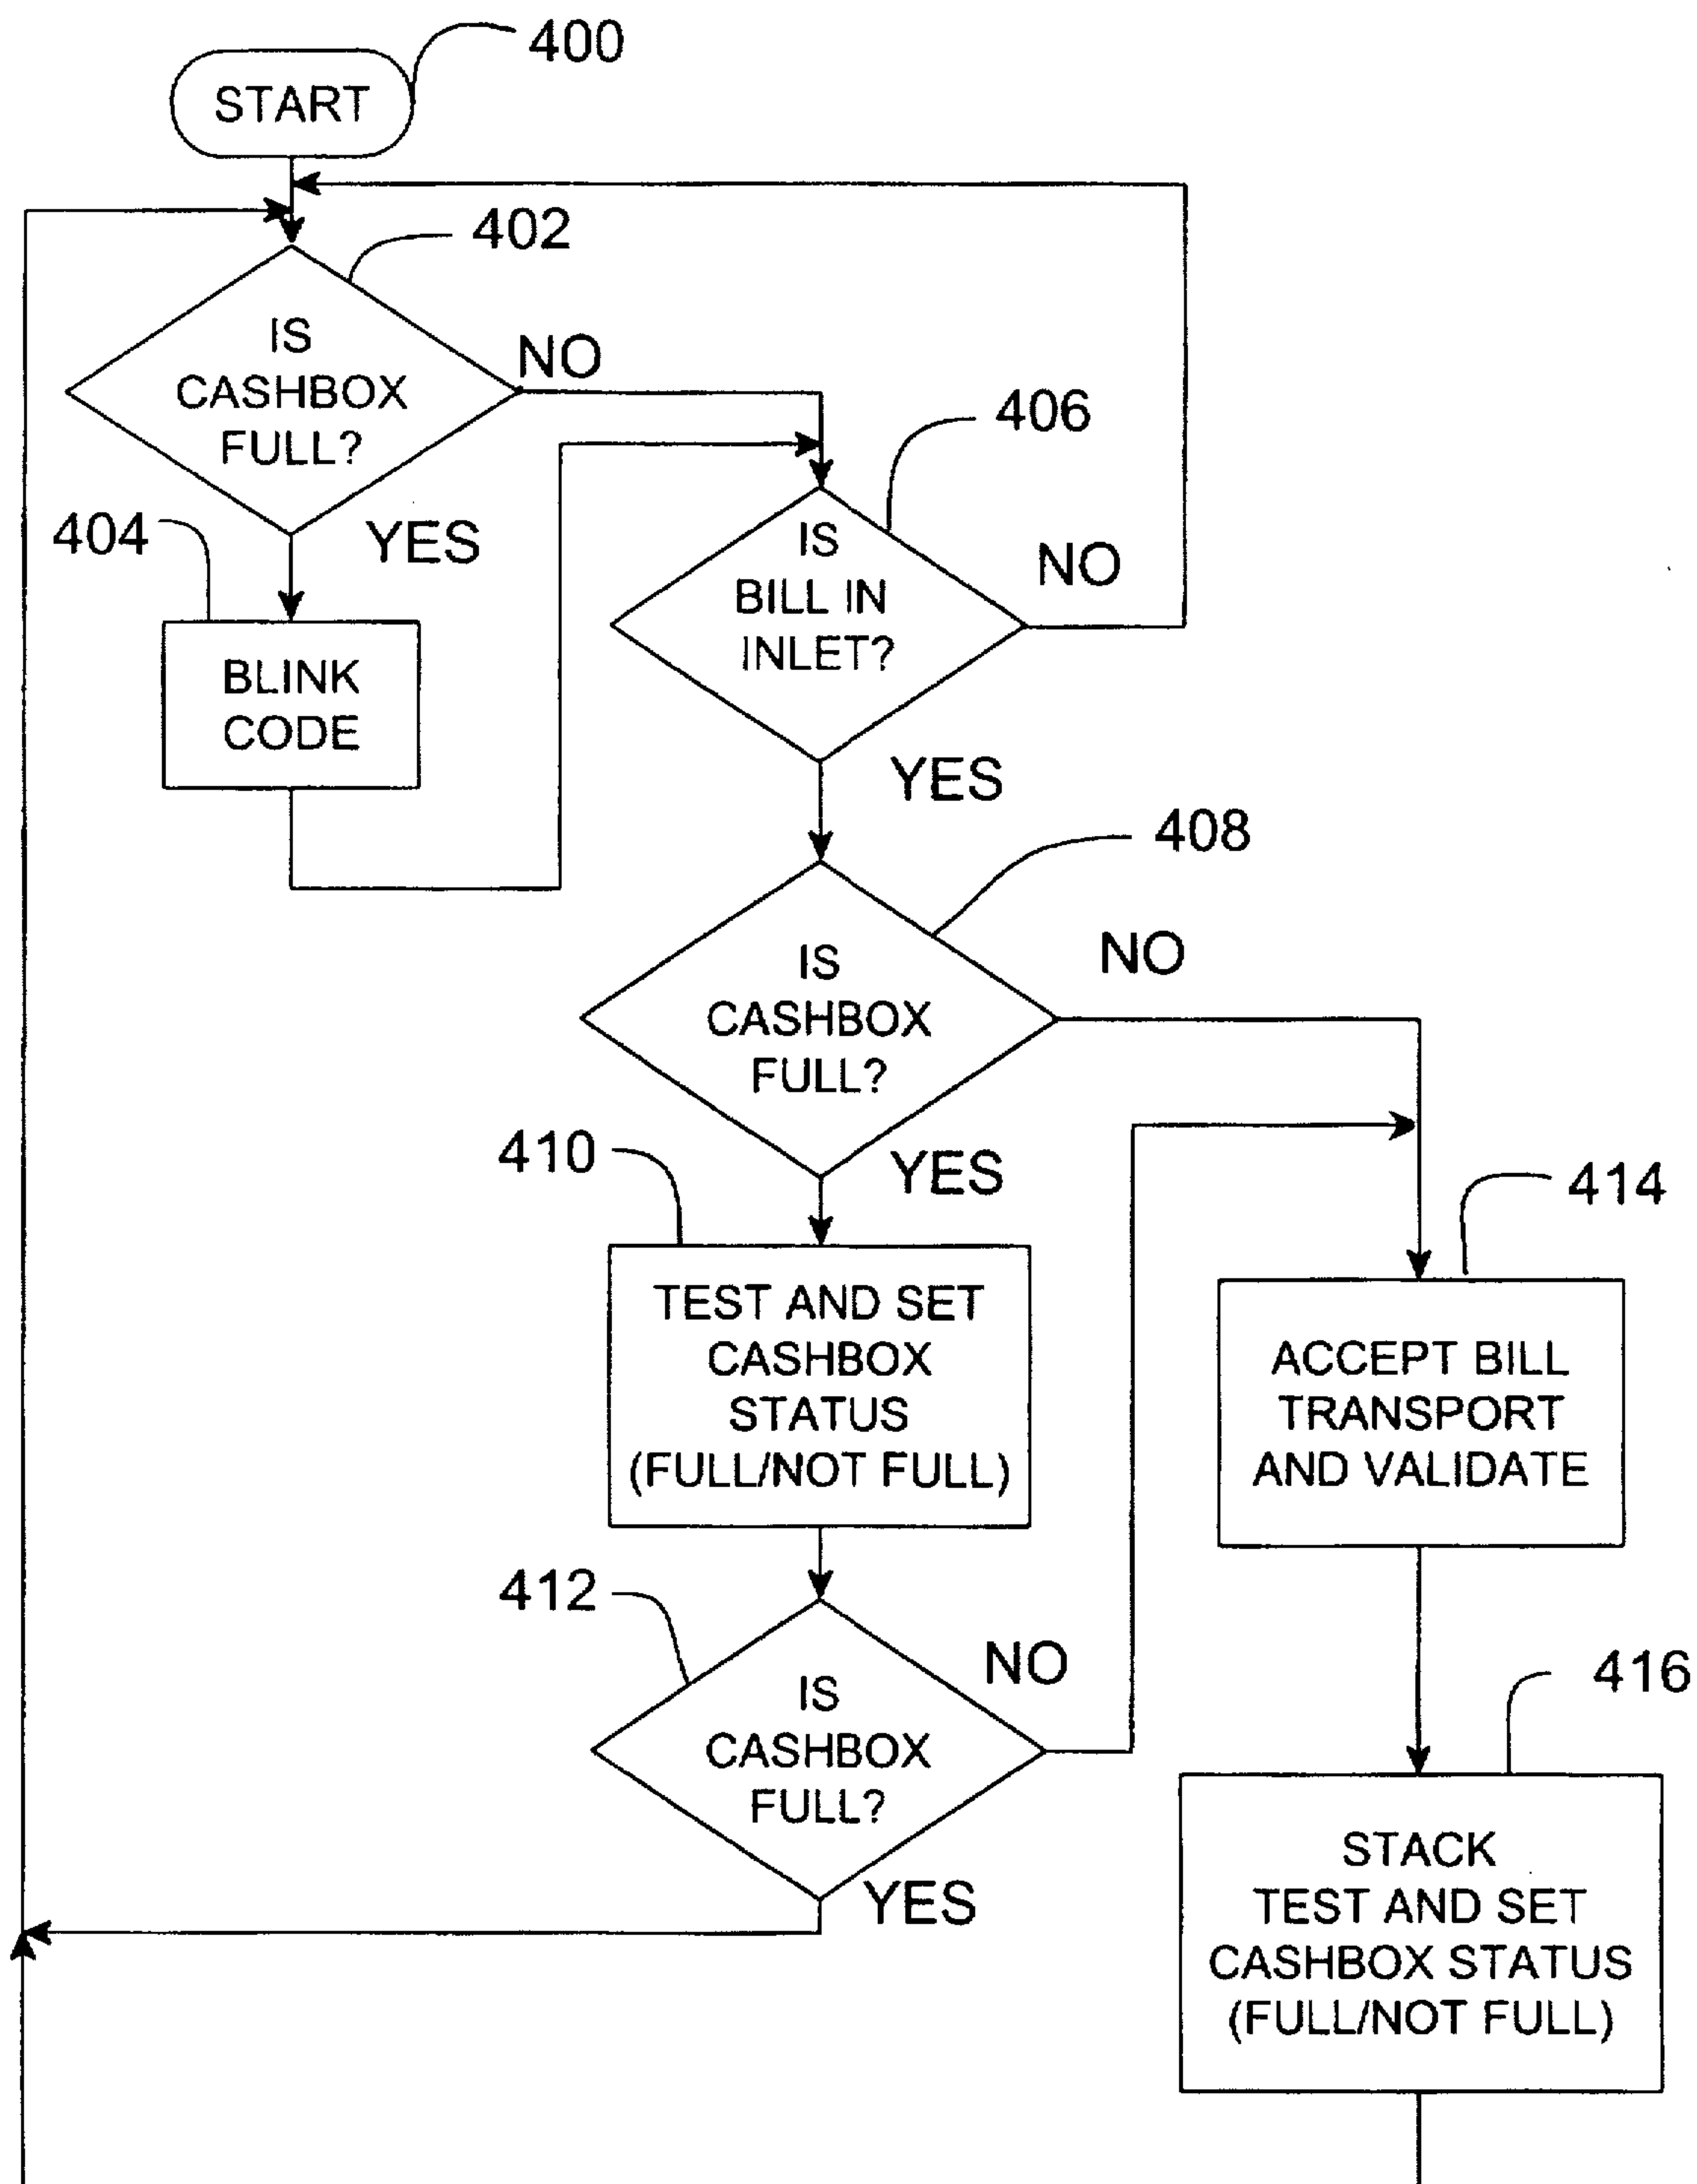 400
START
402
IS
CASHBOX
FULL?
NO
YES
404
BLINK
CODE
406
IS
BILL IN
INLET?
NO
YES
408
IS
CASHBOX
FULL?
NO
YES
410
TEST AND SET
CASHBOX
STATUS
(FULL/NOT FULL)
412
IS
CASHBOX
FULL?
NO
YES
414
ACCEPT BILL
TRANSPORT
AND VALIDATE
416
STACK
TEST AND SET
CASHBOX STATUS
(FULL/NOT FULL)